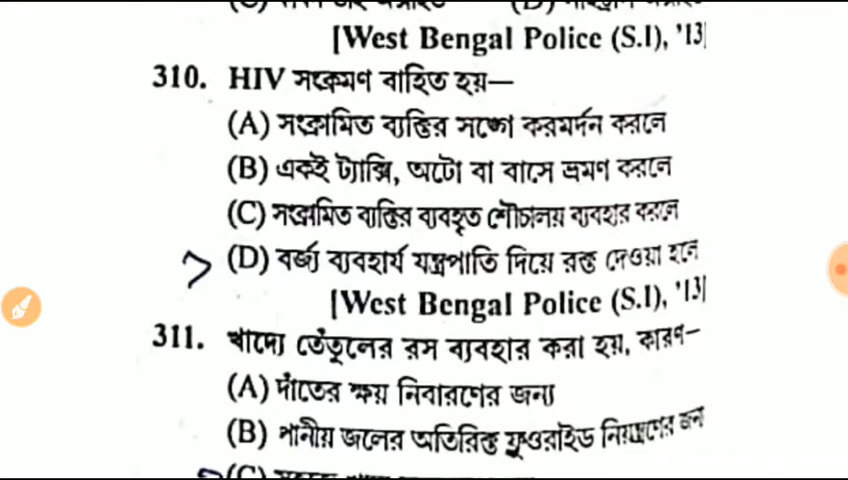 [West Bengal Police (S.I), '13]
310. HIV সংক্রমণ বাহিত হয়—
(A) সংক্রামিত ব্যক্তির সঙ্গে করমর্দন করলে
(B) একই ট্যাক্সি, অটো বা বাসে ভ্রমণ করলে
(C) সংক্রামিত ব্যক্তির ব্যবহৃত শৌচালয় ব্যবহার করলে
(D) বর্জ্য ব্যবহার্য যন্ত্রপাতি দিয়ে রক্ত দেওয়া হলে
[West Bengal Police (S.I), '13]
311. খাদ্যে তেঁতুলের রস ব্যবহার করা হয়, কারণ—
(A) দাঁতের ক্ষয় নিবারণের জন্য
(B) পানীয় জলের অতিরিক্ত ফ্লুওরাইড নিয়ন্ত্রণের জন্য
(C)